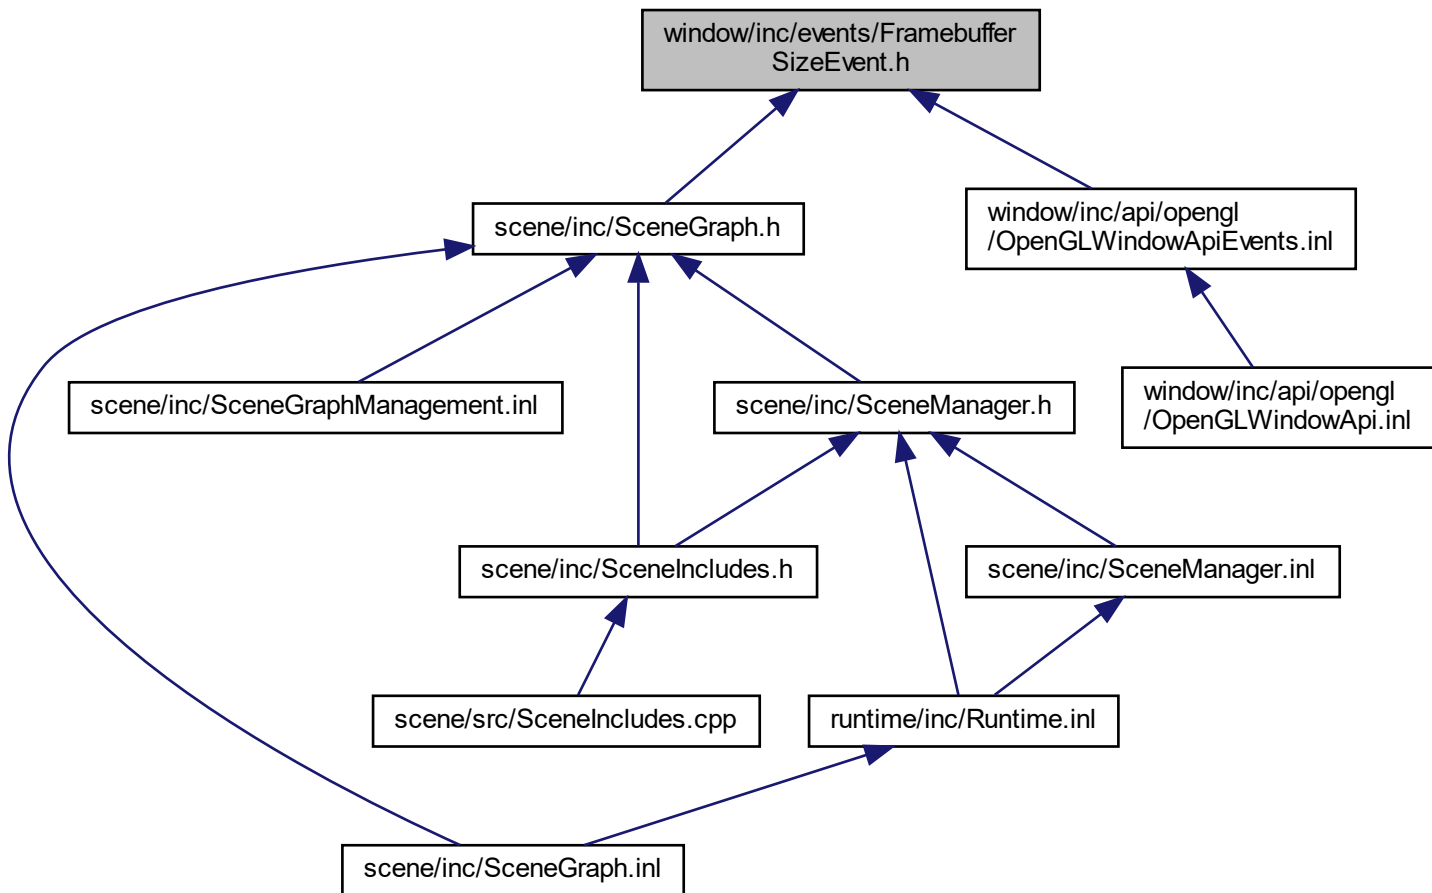 window/inc/events/Framebuffer
SizeEvent.h
scene/inc/SceneGraph.h
window/inc/api/opengl
/OpenGLWindowApiEvents.inl
scene/inc/SceneGraphManagement.inl
scene/inc/SceneManager.h
window/inc/api/opengl
/OpenGLWindowApi.inl
scene/inc/SceneIncludes.h
scene/inc/SceneManager.inl
scene/src/SceneIncludes.cpp
runtime/inc/Runtime.inl
scene/inc/SceneGraph.inl